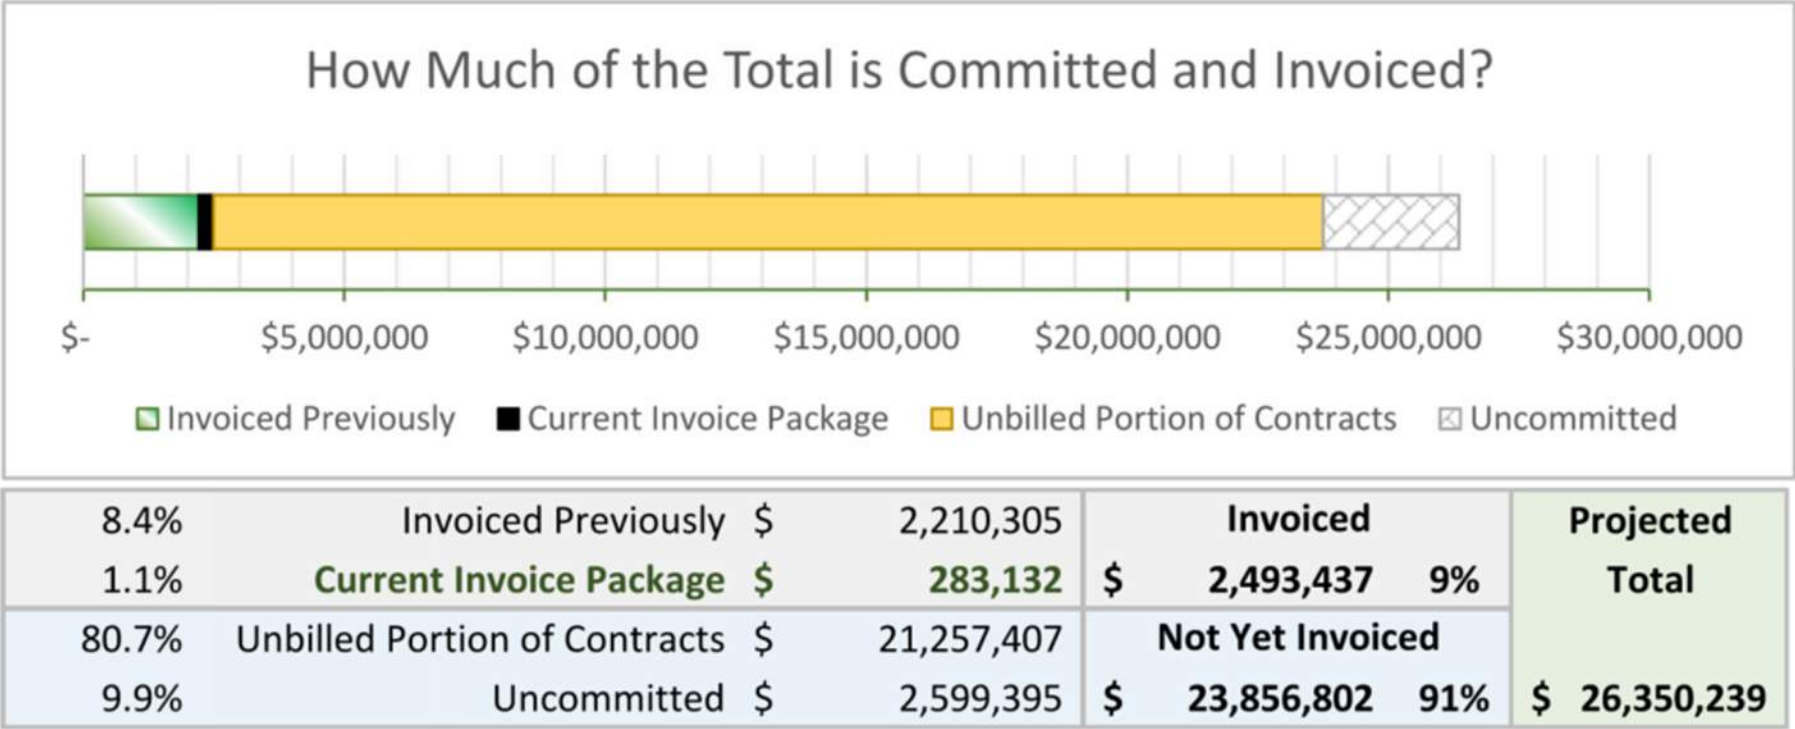 How Much of the Total is Committed and Invoiced?
$- $5,000,000 $10,000,000 $15,000,000 $20,000,000 $25,000,000 $30,000,000
Invoiced Previously Current Invoice Package Unbilled Portion of Contracts Uncommitted
8.4% Invoiced Previously $ 2,210,305 Invoiced Projected
1.1% Current Invoice Package $ 283,132 $ 2,493,437 9% Total
80.7% Unbilled Portion of Contracts $ 21,257,407 Not Yet Invoiced
9.9% Uncommitted $ 2,599,395 $ 23,856,802 91% $ 26,350,239